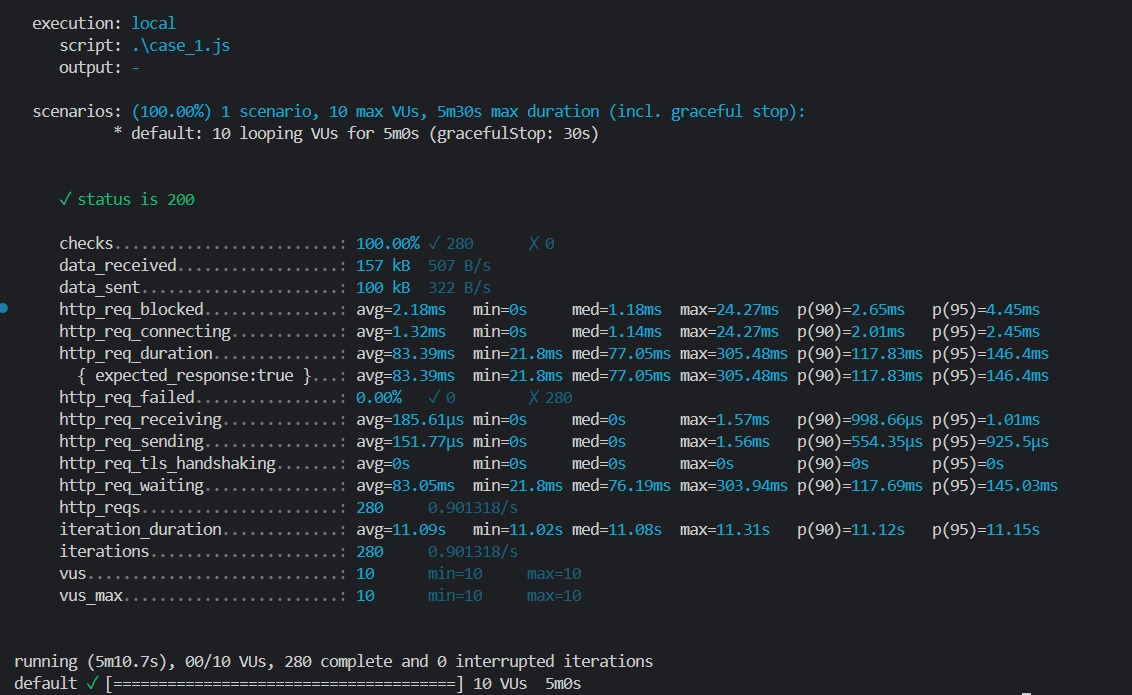 execution: local
script: .\case_1.js
output: -
scenarios: (100.00%) 1 scenario, 10 max VUs, 5m30s max duration (incl. graceful stop):
* default: 10 looping VUs for 5m0s (gracefulStop: 30s)
✓ status is 200
checks.........................: 100.00% ✓ 280 ✗ 0
data_received..................: 157 kB 507 B/s
data_sent......................: 100 kB 322 B/s
http_req_blocked...............: avg=2.18ms min=0s med=1.18ms max=24.27ms p(90)=2.65ms p(95)=4.45ms
http_req_connecting............: avg=1.32ms min=0s med=1.14ms max=24.27ms p(90)=2.01ms p(95)=2.45ms
http_req_duration..............: avg=83.39ms min=21.8ms med=77.05ms max=305.48ms p(90)=117.83ms p(95)=146.4ms
{ expected_response:true }...: avg=83.39ms min=21.8ms med=77.05ms max=305.48ms p(90)=117.83ms p(95)=146.4ms
http_req_failed................: 0.00% ✓ 0 ✗ 280
http_req_receiving.............: avg=185.61µs min=0s med=0s max=1.57ms p(90)=998.66µs p(95)=1.01ms
http_req_sending...............: avg=151.77µs min=0s med=0s max=1.56ms p(90)=554.35µs p(95)=925.5µs
http_req_tls_handshaking.......: avg=0s min=0s med=0s max=0s p(90)=0s p(95)=0s
http_req_waiting...............: avg=83.05ms min=21.8ms med=76.19ms max=303.94ms p(90)=117.69ms p(95)=145.03ms
http_reqs......................: 280 0.901318/s
iteration_duration.............: avg=11.09s min=11.02s med=11.08s max=11.31s p(90)=11.12s p(95)=11.15s
iterations.....................: 280 0.901318/s
vus............................: 10 min=10 max=10
vus_max........................: 10 min=10 max=10
running (5m10.7s), 00/10 VUs, 280 complete and 0 interrupted iterations
default ✓ [======================================] 10 VUs 5m0s